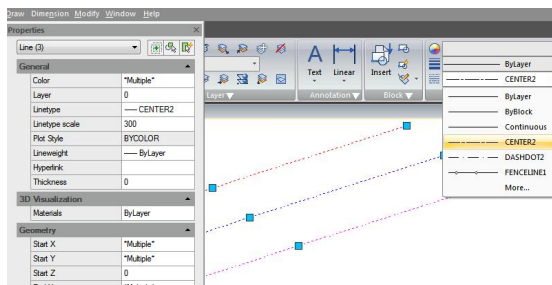 Draw Dimension Modify Window Help
Properties
Line (3)
General
Color *Multiple*
Layer 0
Linetype CENTER2
Linetype scale 300
Plot Style BYCOLOR
Lineweight ByLayer
Hyperlink
Thickness 0
3D Visualization
Materials ByLayer
Geometry
Start X *Multiple*
Start Y *Multiple*
Start Z 0
Layer
Text Linear
Annotation
Insert
Block
ByLayer
CENTER2
ByLayer
ByBlock
Continuous
CENTER2
DASHDOT2
FENCELINE1
More...